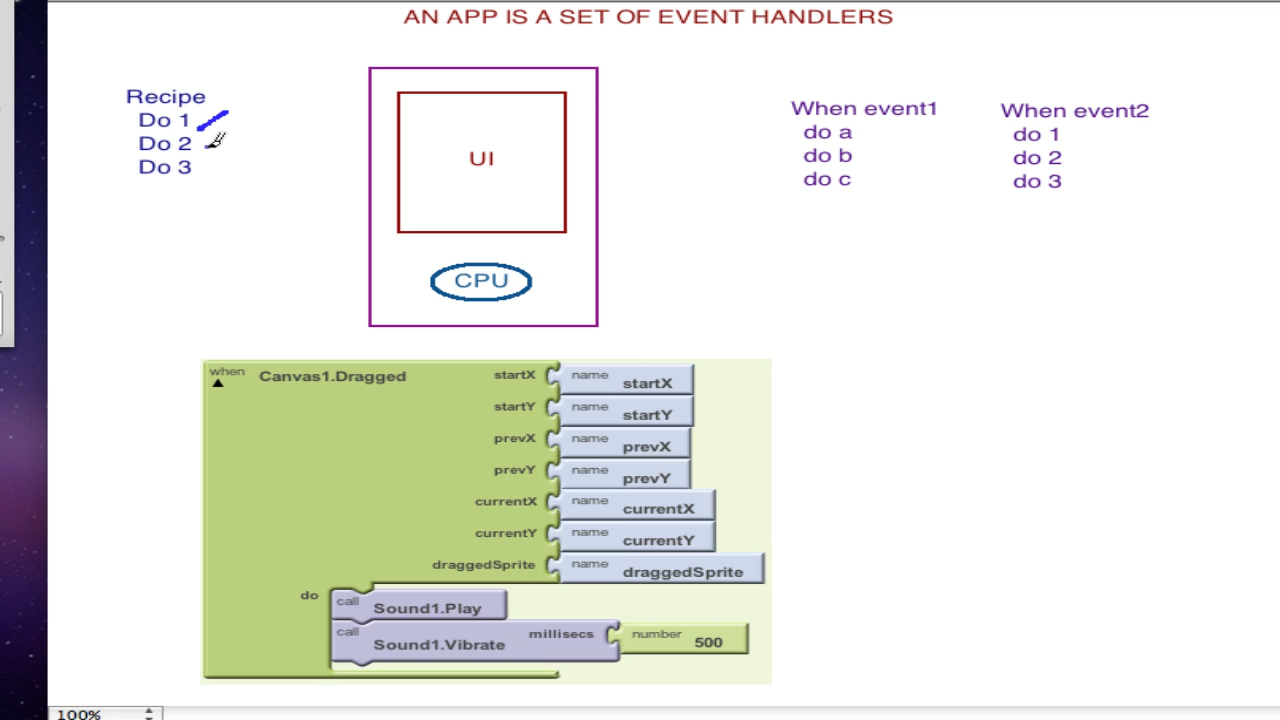 AN APP IS A SET OF EVENT HANDLERS
Recipe
Do 1
Do 2
Do 3
UI
CPU
When event1
do a
do b
do c
When event2
do 1
do 2
do 3
when Canvas1.Dragged startX name startX
startY name startY
prevX name prevX
prevY name prevY
currentX name currentX
currentY name currentY
draggedSprite name draggedSprite
do call Sound1.Play
call Sound1.Vibrate millisecs number 500
100%